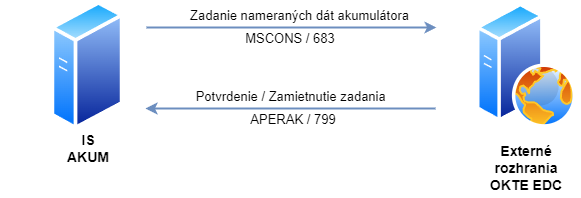 Zadanie nameraných dát akumulátora
MSCONS / 683
Potvrdenie / Zamietnutie zadania
APERAK / 799
IS
AKUM
Externé
rozhrania
OKTE EDC